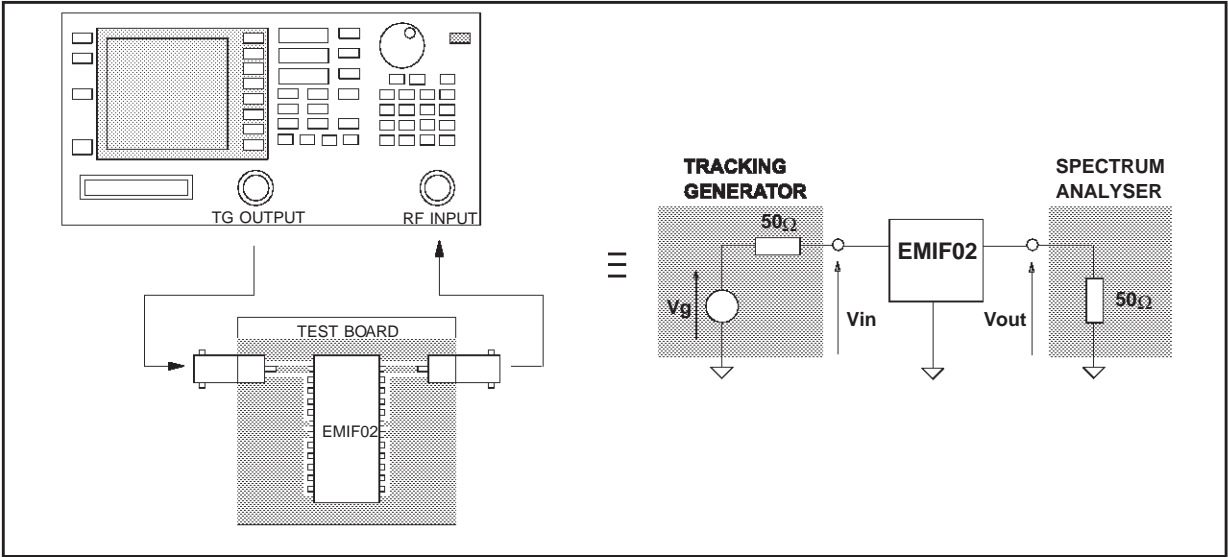 TG OUTPUT
RF INPUT
TEST BOARD
EMIF02
≡
TRACKING
GENERATOR
SPECTRUM
ANALYSER
50Ω
EMIF02
Vg
Vin
Vout
50Ω